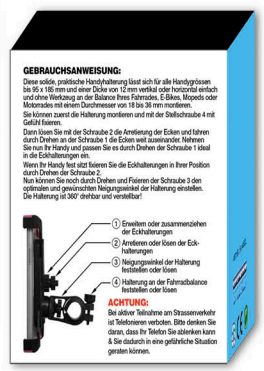 GEBRAUCHSANWEISUNG:
Diese solide, praktische Handyhalterung lässt sich für alle Handygrössen
bis 95 x 185 mm und einer Dicke von 12 mm vertikal oder horizontal einfach
und ohne Werkzeug an der Balance Ihres Fahrrades, E-Bikes, Mopeds oder
Motorrades mit einem Durchmesser von 18 bis 36 mm montieren.
Sie können zuerst die Halterung montieren und mit der Stellschraube 4 mit
Gefühl fixieren.
Dann lösen Sie mit der Schraube 2 die Arretierung der Ecken und fahren
durch Drehen an der Schraube 1 die Ecken weit auseinander. Nehmen
Sie nun Ihr Handy und passen Sie es durch Drehen der Schraube 1 ideal
in die Eckhalterungen ein.
Wenn Ihr Handy fest sitzt fixieren Sie die Eckhalterungen in Ihrer Position
durch Drehen der Schraube 2.
Nun können Sie noch durch Drehen und Fixieren der Schraube 3 den
optimalen und gewünschten Neigungswinkel der Halterung einstellen.
Die Halterung ist 360° drehbar und verstellbar!
1 Erweitern oder zusammenziehen
der Eckhalterungen
2 Arretieren oder lösen der Eck-
halterungen
3 Neigungswinkel der Halterung
feststellen oder lösen
4 Halterung an der Fahrradbalance
feststellen oder lösen
ACHTUNG:
Bei aktiver Teilnahme am Strassenverkehr
ist Telefonieren verboten. Bitte denken Sie
daran, dass Ihr Telefon Sie ablenken kann
& Sie dadurch in eine gefährliche Situation
geraten können.